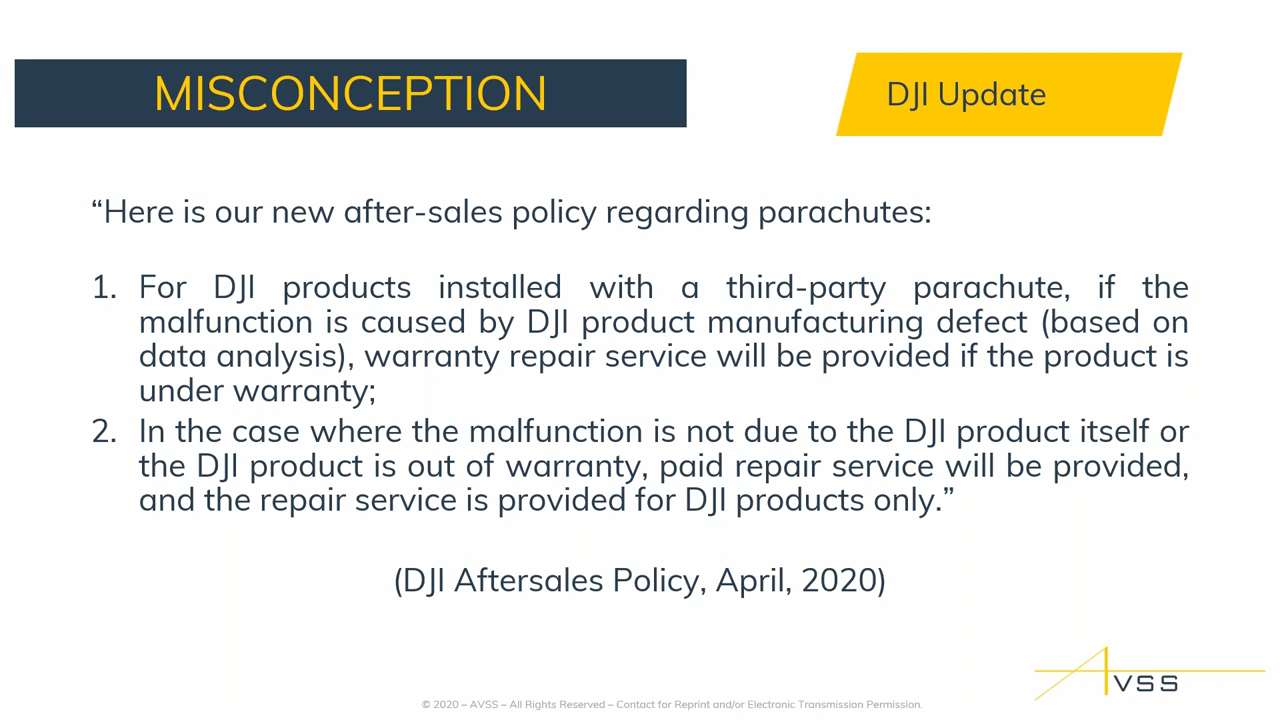 MISCONCEPTION
DJI Update
“Here is our new after-sales policy regarding parachutes:
1. For DJI products installed with a third-party parachute, if the
malfunction is caused by DJI product manufacturing defect (based on
data analysis), warranty repair service will be provided if the product is
under warranty;
2. In the case where the malfunction is not due to the DJI product itself or
the DJI product is out of warranty, paid repair service will be provided,
and the repair service is provided for DJI products only.”
(DJI Aftersales Policy, April, 2020)
AVSS
© 2020 – AVSS – All Rights Reserved – Contact for Reprint and/or Electronic Transmission Permission.